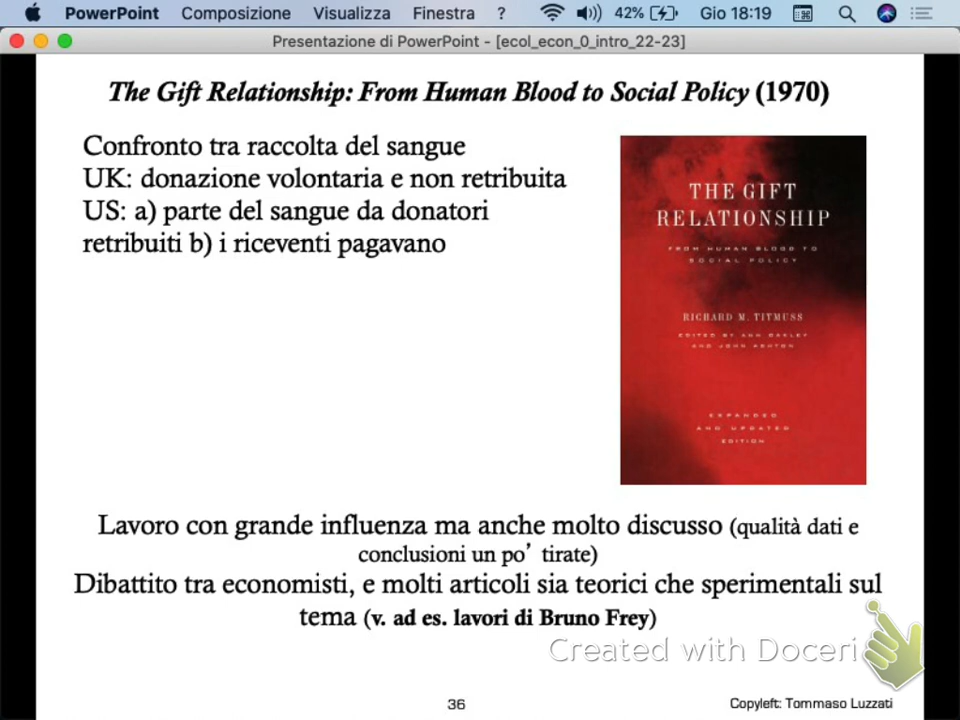 PowerPoint Composizione Visualizza Finestra ? 42% Gio 18:19
Presentazione di PowerPoint - [ecol_econ_0_intro_22-23]
The Gift Relationship: From Human Blood to Social Policy (1970)
Confronto tra raccolta del sangue
UK: donazione volontaria e non retribuita
US: a) parte del sangue da donatori
retribuiti b) i riceventi pagavano
THE GIFT
RELATIONSHIP
FROM HUMAN BLOOD TO
SOCIAL POLICY
RICHARD M. TITMUSS
EDITED BY ANN OAKLEY
AND JOHN ASHTON
EXPANDED
AND UPDATED
EDITION
Lavoro con grande influenza ma anche molto discusso (qualità dati e
conclusioni un po’ tirate)
Dibattito tra economisti, e molti articoli sia teorici che sperimentali sul
tema (v. ad es. lavori di Bruno Frey)
Created with Doceri
36
Copyleft: Tommaso Luzzati